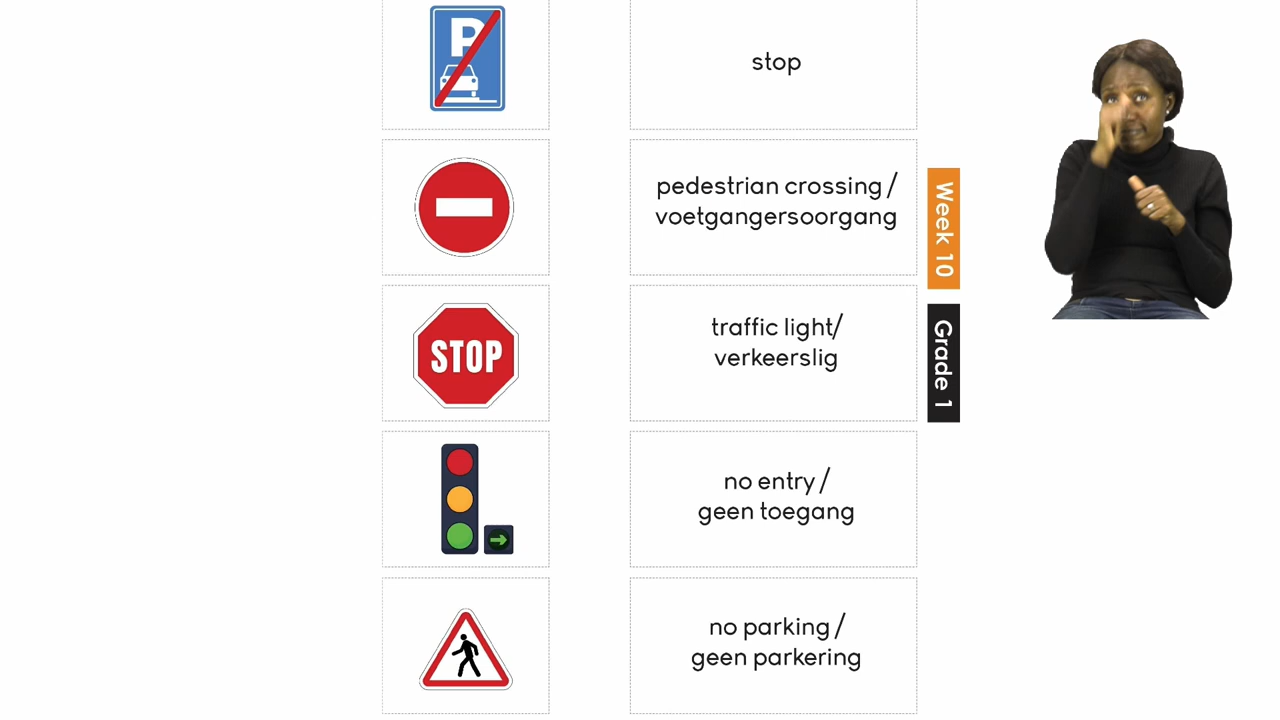 P
stop
pedestrian crossing /
voetgangersoorgang
STOP
traffic light/
verkeerslig
no entry /
geen toegang
no parking /
geen parkering
Week 10
Grade 1